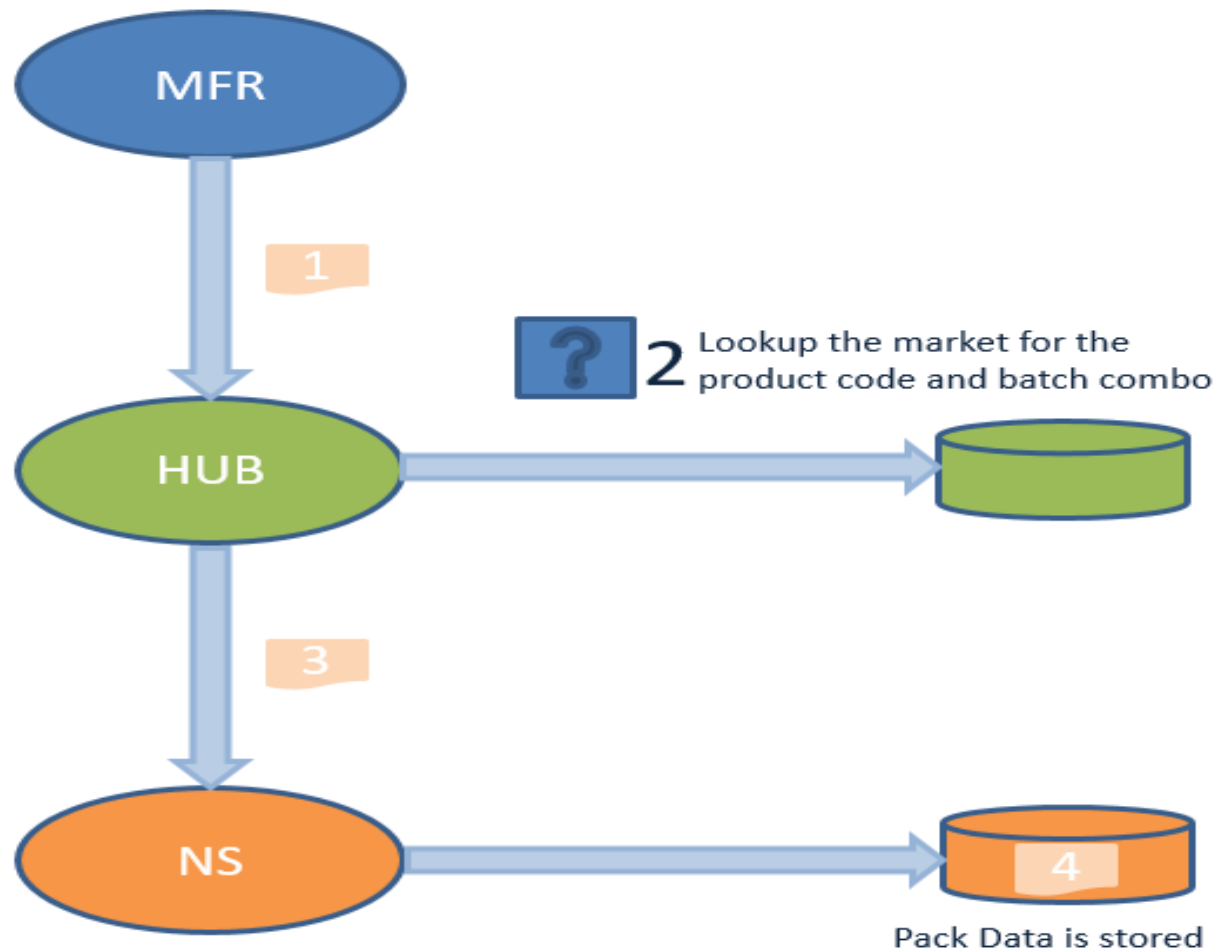 MFR
1
?
2
Lookup the market for the
product code and batch combo
HUB
3
NS
4
Pack Data is stored